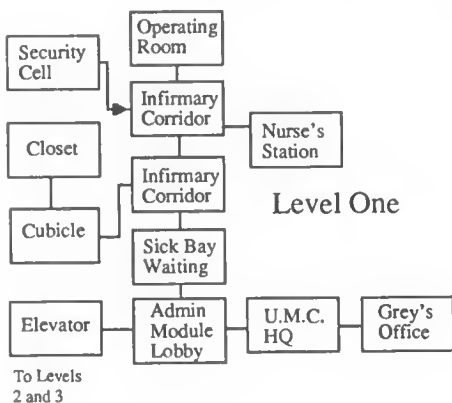 Operating
Room
Security
Cell
Infirmary
Corridor
Nurse's
Station
Closet
Infirmary
Corridor
Level One
Cubicle
Sick Bay
Waiting
Elevator
Admin
Module
Lobby
U.M.C.
HQ
Grey's
Office
To Levels
2 and 3